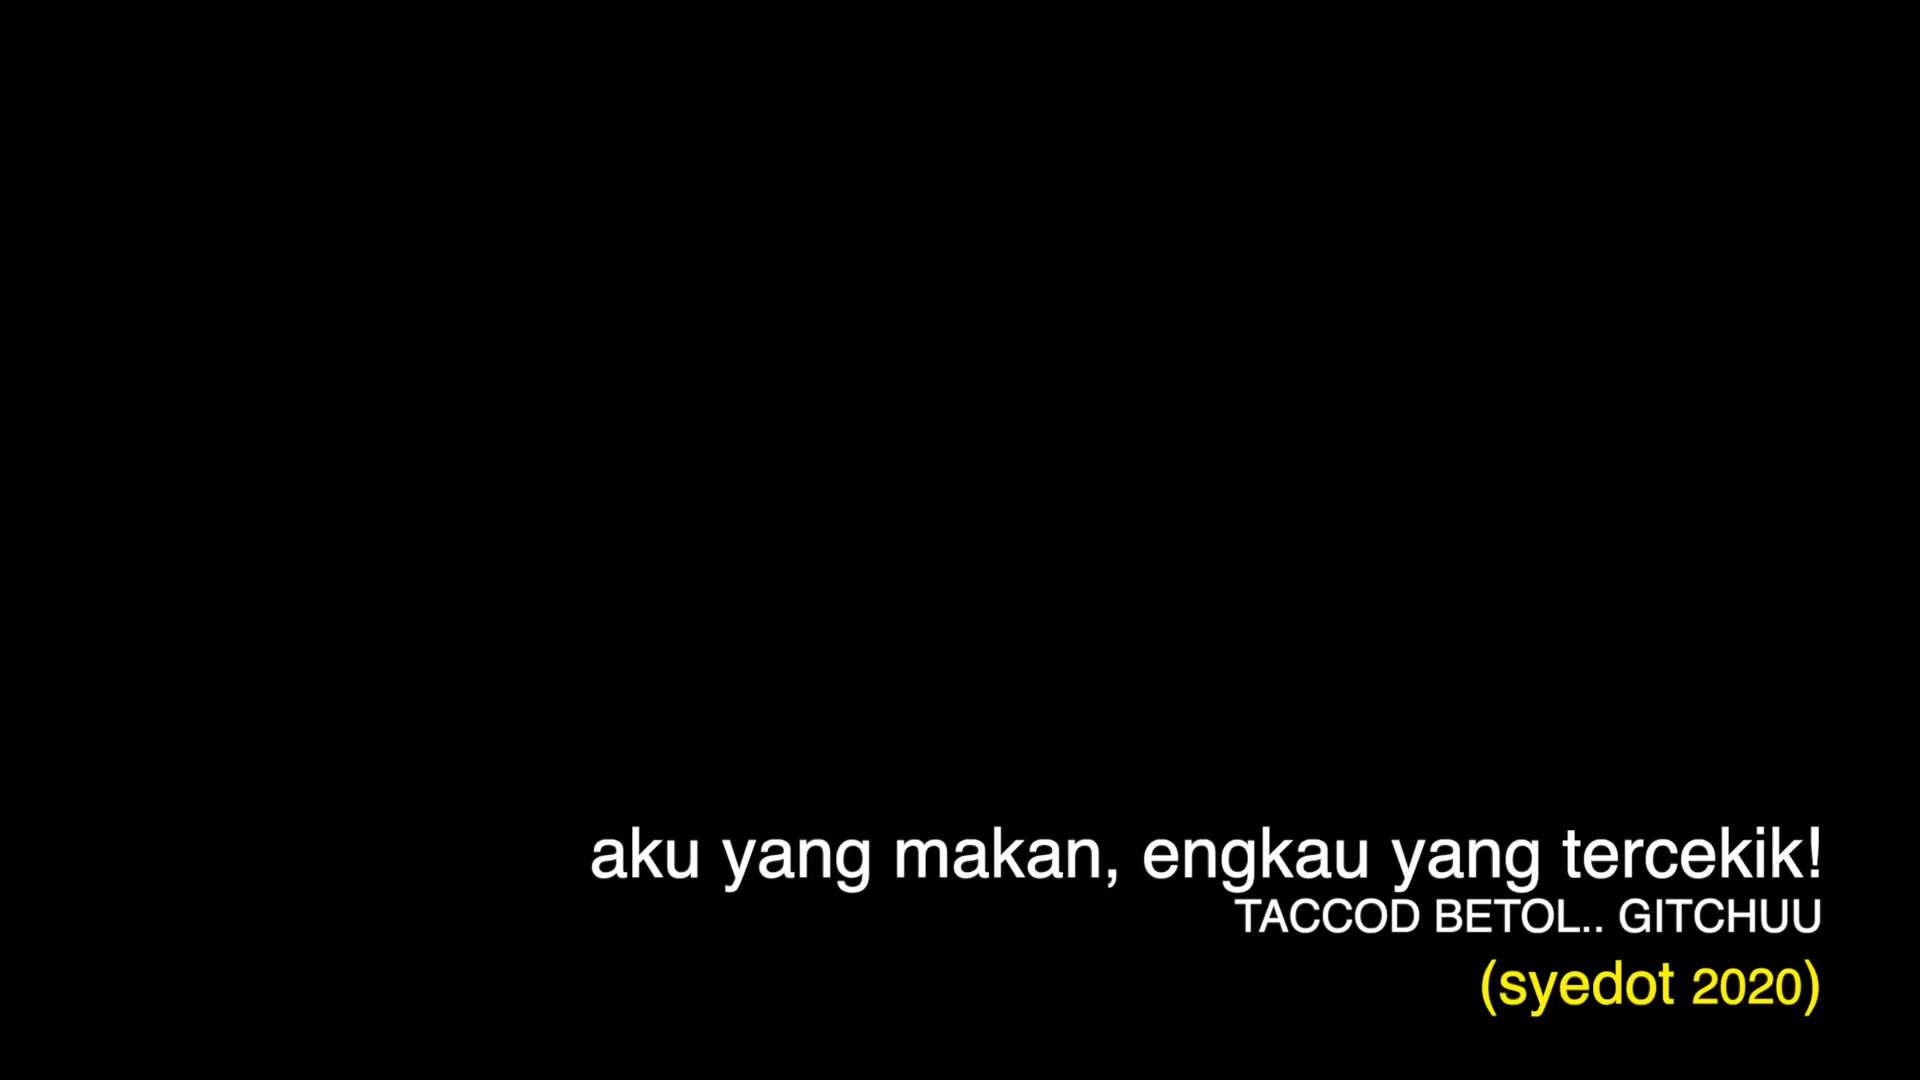 aku yang makan, engkau yang tercekik!
TACCOD BETOL.. GITCHUU
(syedot 2020)